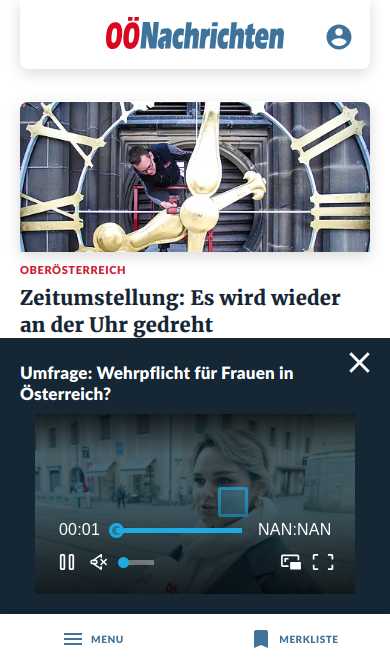 OÖNachrichten
OBERÖSTERREICH
Zeitumstellung: Es wird wieder
an der Uhr gedreht
Umfrage: Wehrpflicht für Frauen in
Österreich?
00:01
NAN:NAN
MENU
MERKLISTE